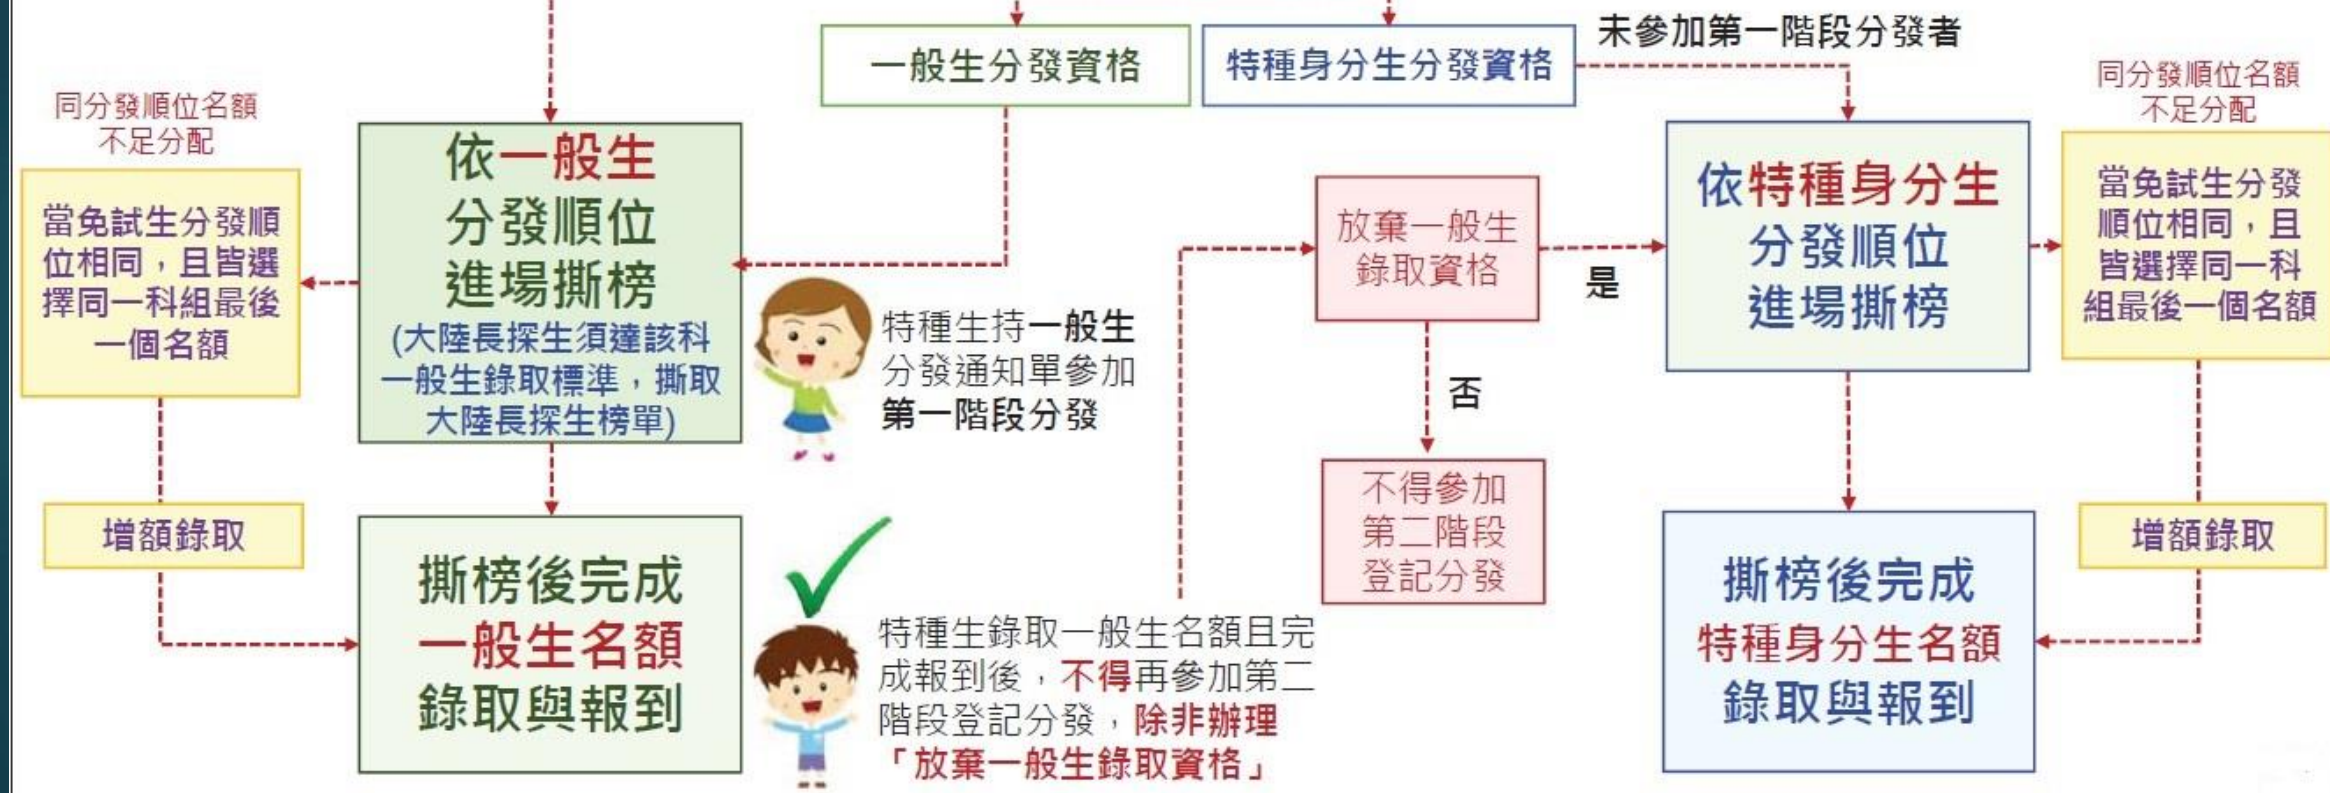 一般生分發資格
特種身分生分發資格
未參加第一階段分發者
同分發順位名額
不足分配
當免試生分發順
位相同，且皆選
擇同一科組最後
一個名額
增額錄取
依一般生
分發順位
進場撕榜
(大陸長探生須達該科
一般生錄取標準，撕取
大陸長探生榜單)
撕榜後完成
一般生名額
錄取與報到
特種生持一般生
分發通知單參加
第一階段分發
特種生錄取一般生名額且完
成報到後，不得再參加第二
階段登記分發，除非辦理
「放棄一般生錄取資格」
放棄一般生
錄取資格
是
否
不得參加
第二階段
登記分發
依特種身分生
分發順位
進場撕榜
撕榜後完成
特種身分生名額
錄取與報到
同分發順位名額
不足分配
當免試生分發
順位相同，且
皆選擇同一科
組最後一個名額
增額錄取